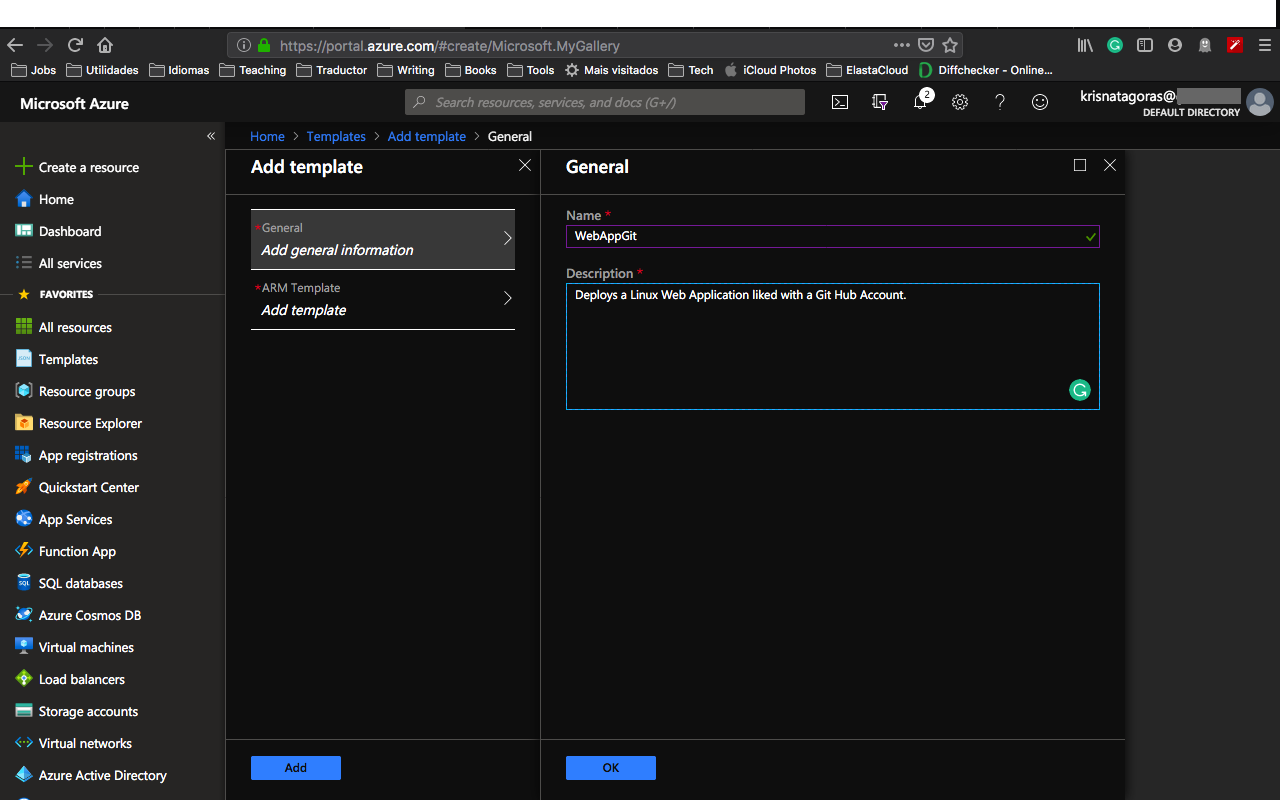 https://portal.azure.com/#create/Microsoft.MyGallery
Jobs Utilidades Idiomas Teaching Traductor Writing Books Tools Mais visitados Tech iCloud Photos ElastaCloud Diffchecker - Online...
Microsoft Azure
Search resources, services, and docs (G+/)
2
krisnatagoras@
DEFAULT DIRECTORY
Home > Templates > Add template > General
Create a resource
Home
Dashboard
All services
FAVORITES
All resources
Templates
Resource groups
Resource Explorer
App registrations
Quickstart Center
App Services
Function App
SQL databases
Azure Cosmos DB
Virtual machines
Load balancers
Storage accounts
Virtual networks
Azure Active Directory
Add template
*General
Add general information
*ARM Template
Add template
Add
General
Name *
WebAppGit
Description *
Deploys a Linux Web Application liked with a Git Hub Account.
OK